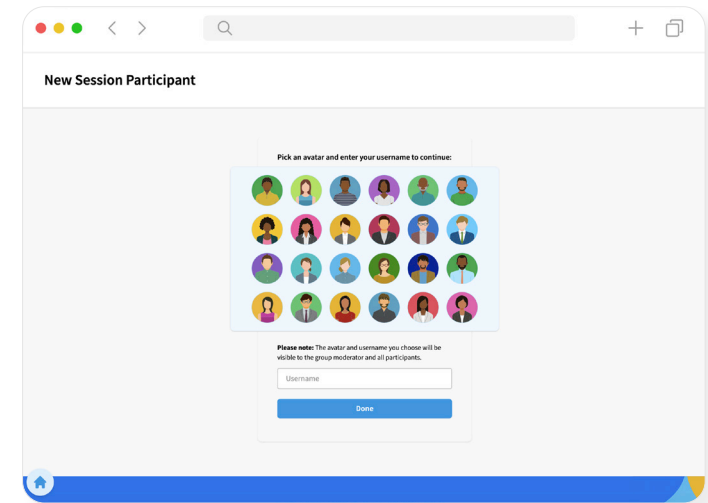 New Session Participant
Pick an avatar and enter your username to continue:
Please note: The avatar and username you choose will be
visible to the group moderator and all participants.
Username
Done